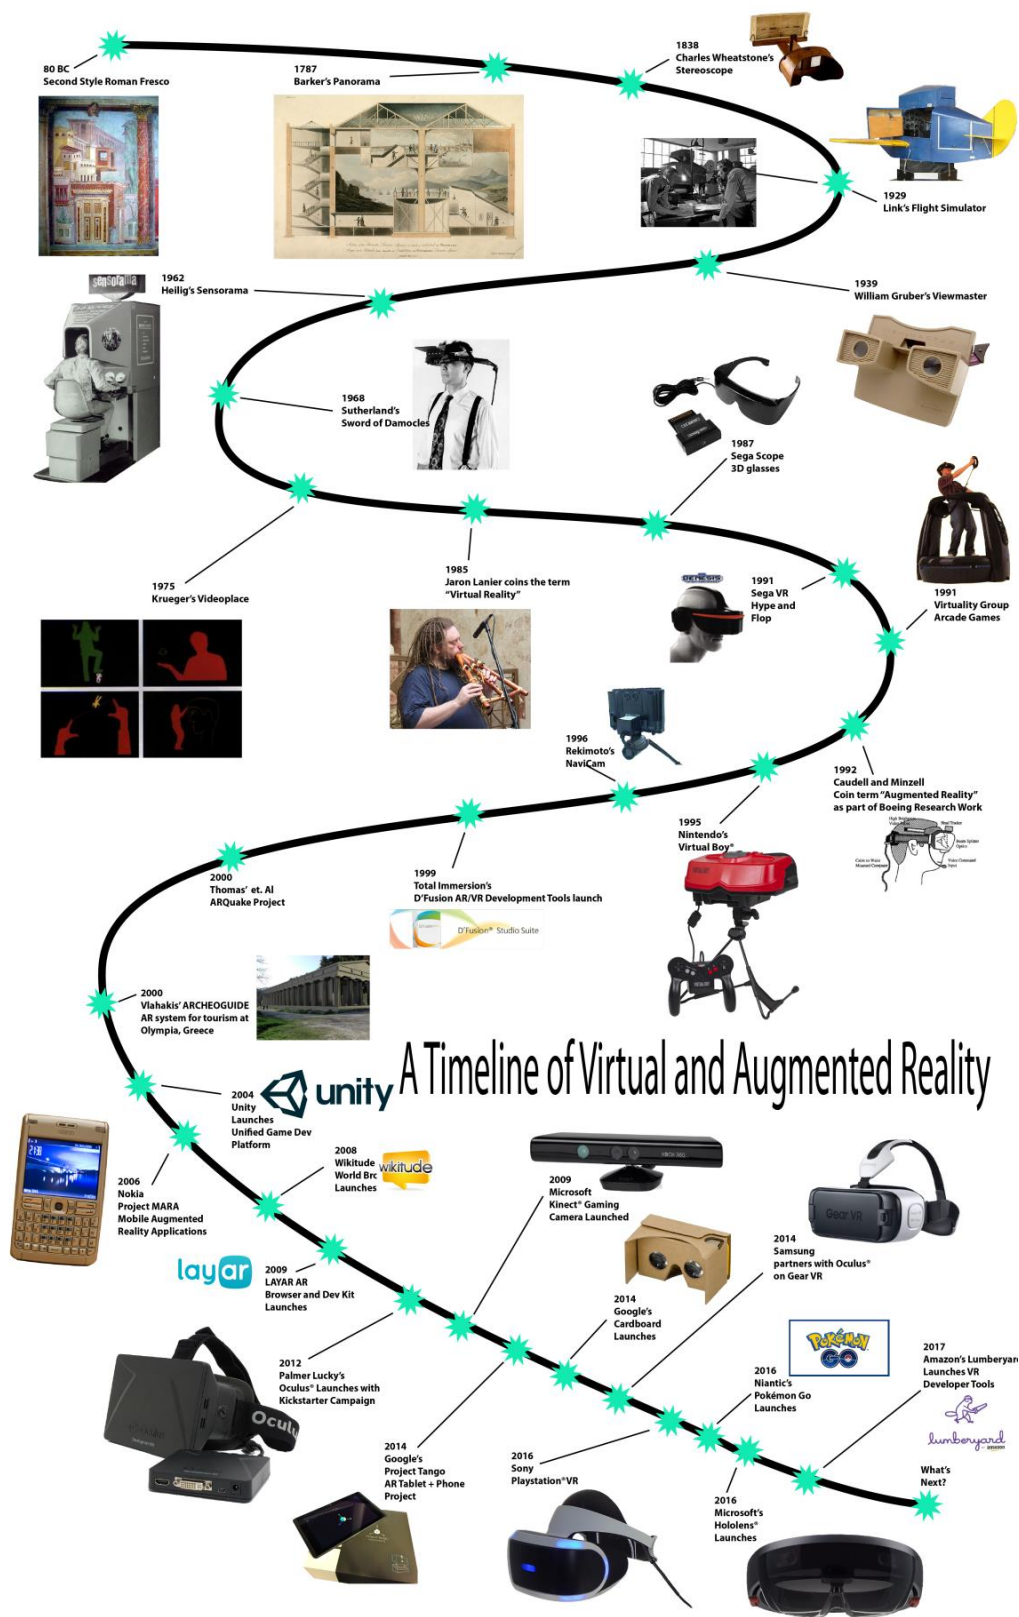 80 BC
Second Style Roman Fresco
1787
Barker's Panorama
1838
Charles Wheatstone's
Stereoscope
1929
Link's Flight Simulator
1939
William Gruber's Viewmaster
1962
Heilig's Sensorama
sensorama
1968
Sutherland's
Sword of Damocles
1987
Sega Scope
3D glasses
1975
Krueger's Videoplace
1985
Jaron Lanier coins the term
"Virtual Reality"
GENESIS
1991
Sega VR
Hype and
Flop
1991
Virtuality Group
Arcade Games
1996
Rekimoto's
NaviCam
1992
Caudell and Minzell
Coin term "Augmented Reality"
as part of Boeing Research Work
1995
Nintendo's
Virtual Boy®
1999
Total Immersion's
D'Fusion AR/VR Development Tools launch
D'Fusion® Studio Suite
2000
Thomas' et. Al
ARQuake Project
2000
Vlahakis' ARCHEOGUIDE
AR system for tourism at
Olympia, Greece
A Timeline of Virtual and Augmented Reality
2004
Unity
Launches
Unified Game Dev
Platform
unity
2006
Nokia
Project MARA
Mobile Augmented
Reality Applications
2008
Wikitude
World Brc
Launches
wikitude
2009
Microsoft
Kinect® Gaming
Camera Launched
XBOX 360
layar
2009
LAYAR AR
Browser and Dev Kit
Launches
2014
Samsung
partners with Oculus®
on Gear VR
Gear VR
2014
Google's
Cardboard
Launches
2012
Palmer Lucky's
Oculus® Launches with
Kickstarter Campaign
Oculu
2014
Google's
Project Tango
AR Tablet + Phone
Project
2016
Sony
Playstation®VR
2016
Niantic's
Pokémon Go
Launches
POKÉMON
GO
2016
Microsoft's
Hololens®
Launches
2017
Amazon's Lumberyard
Launches VR
Developer Tools
lumberyard
amazon
What's
Next?